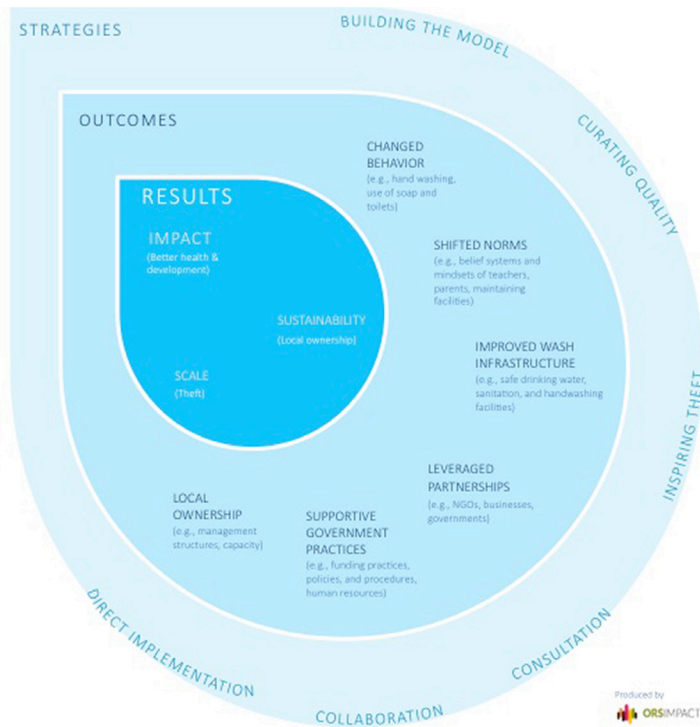 STRATEGIES
BUILDING THE MODEL
CURATING QUALITY
INSPIRING THEFT
CONSULTATION
COLLABORATION
DIRECT IMPLEMENTATION
OUTCOMES
CHANGED
BEHAVIOR
(e.g., hand washing,
use of soap and
toilets)
SHIFTED NORMS
(e.g., belief systems and
mindsets of teachers,
parents, maintaining
facilities)
IMPROVED WASH
INFRASTRUCTURE
(e.g., safe drinking water,
sanitation, and handwashing
facilities)
LEVERAGED
PARTNERSHIPS
(e.g., NGOs, businesses,
governments)
SUPPORTIVE
GOVERNMENT
PRACTICES
(e.g., funding practices,
policies, and procedures,
human resources)
LOCAL
OWNERSHIP
(e.g., management
structures, capacity)
RESULTS
IMPACT
(Better health &
development)
SUSTAINABILITY
(Local ownership)
SCALE
(Theft)
Produced by
ORSIMPACT